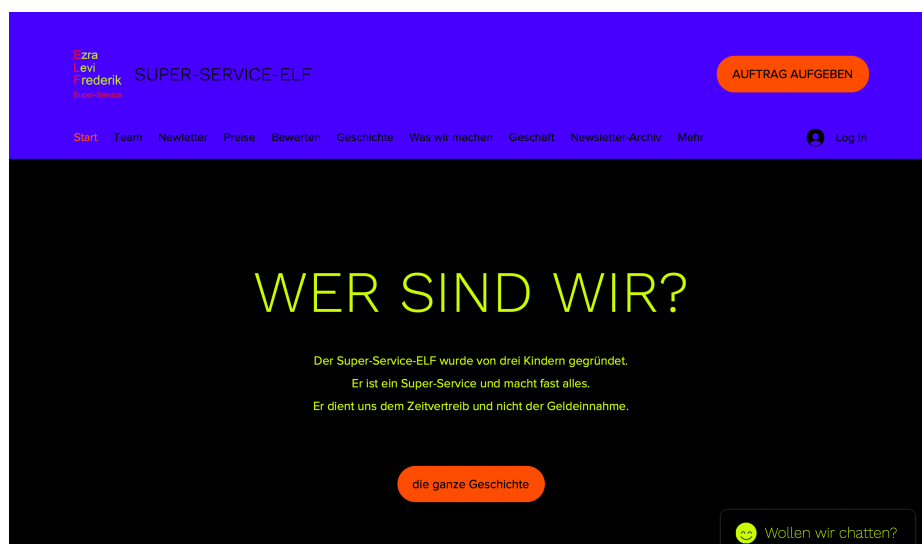 Ezra
Levi
Frederik
Super-Service
SUPER-SERVICE-ELF
AUFTRAG AUFGEBEN
Start Team Newletter Preise Bewerten Geschichte Was wir machen Geschäft Newsletter-Archiv Mehr Log In
WER SIND WIR?
Der Super-Service-ELF wurde von drei Kindern gegründet.
Er ist ein Super-Service und macht fast alles.
Er dient uns dem Zeitvertreib und nicht der Geldeinnahme.
die ganze Geschichte
Wollen wir chatten?